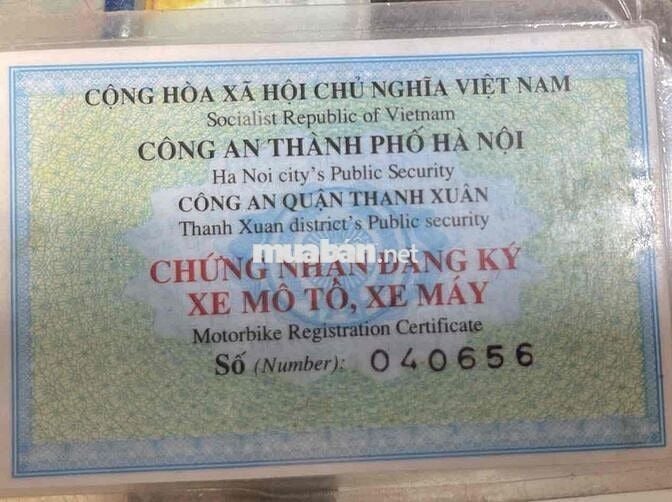 CỘNG HÒA XÃ HỘI CHỦ NGHĨA VIỆT NAM
Socialist Republic of Vietnam
CÔNG AN THÀNH PHỐ HÀ NỘI
Ha Noi city's Public Security
CÔNG AN QUẬN THANH XUÂN
Thanh Xuan district's Public security
muaban.net
CHỨNG NHẬN ĐĂNG KÝ
XE MÔ TÔ, XE MÁY
Motorbike Registration Certificate
Số (Number): 040656